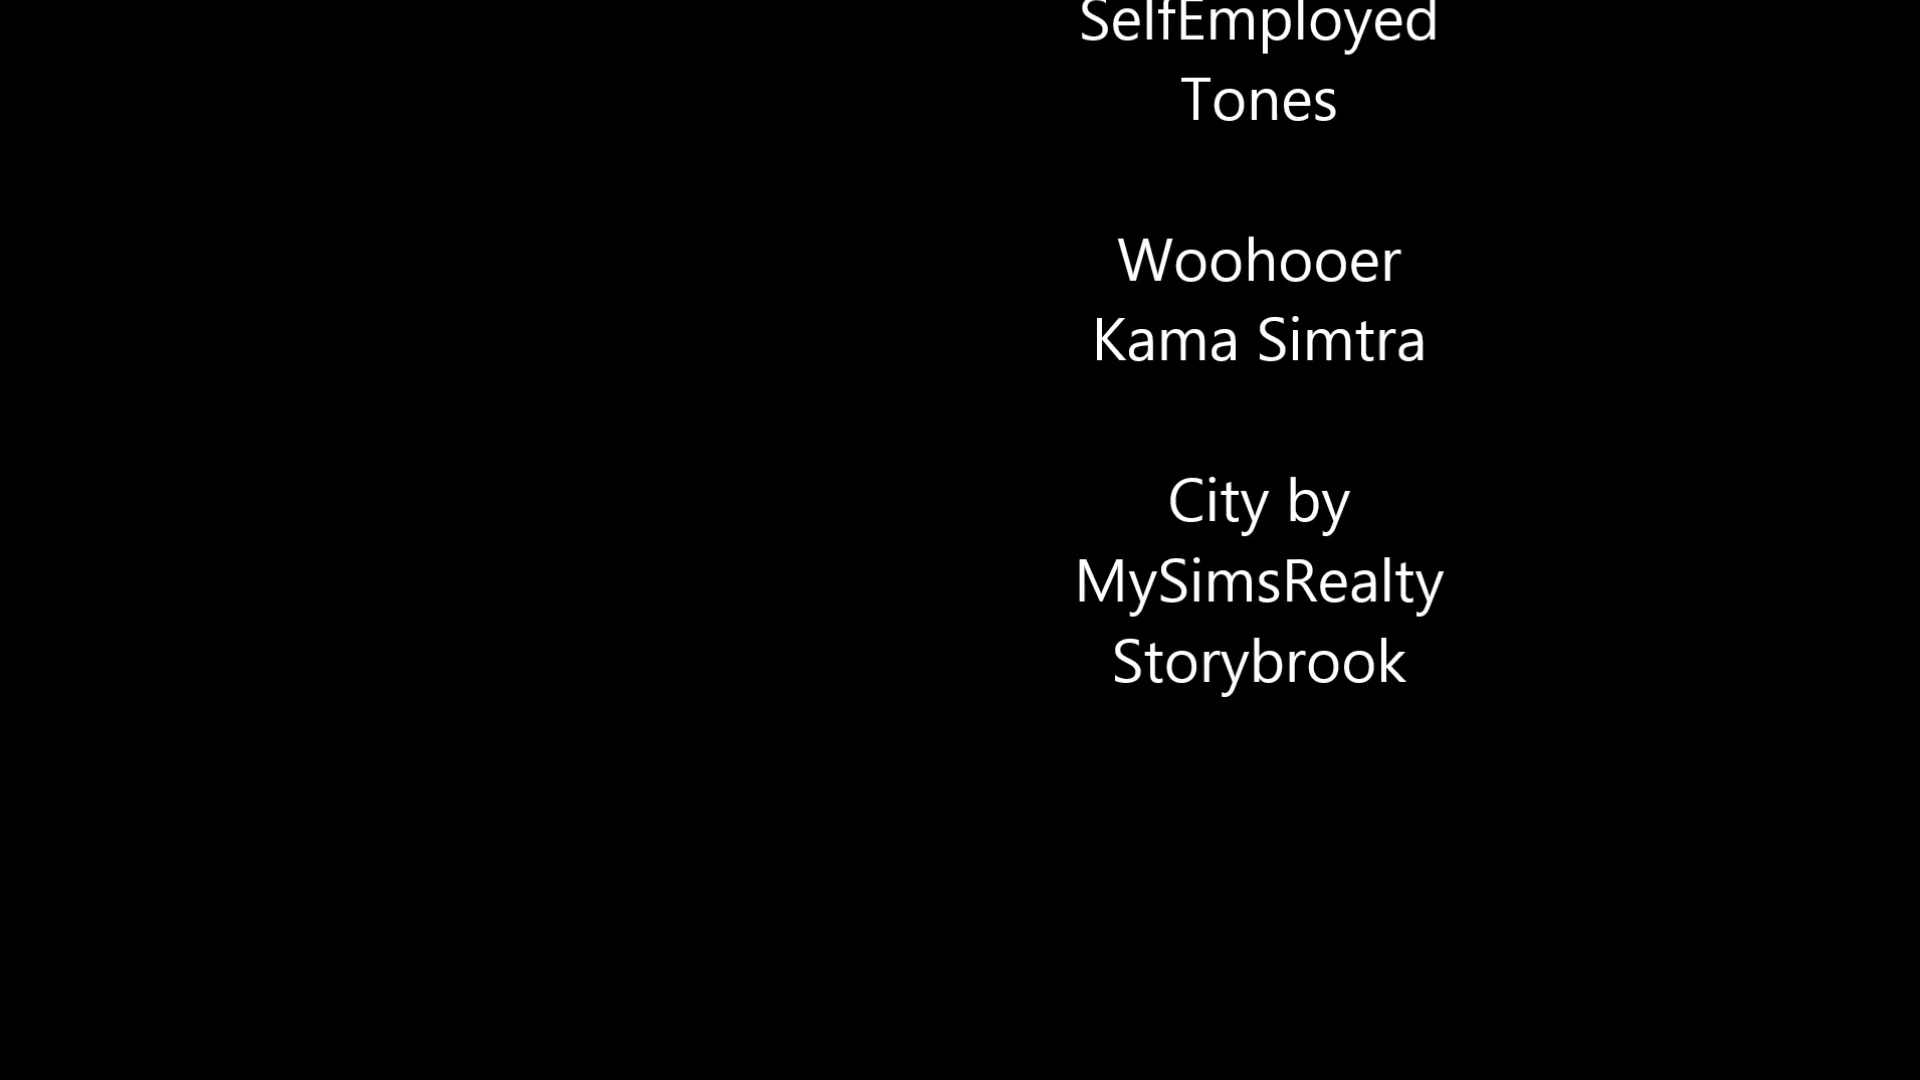 SelfEmployed
Tones
Woohooer
Kama Simtra
City by
MySimsRealty
Storybrook